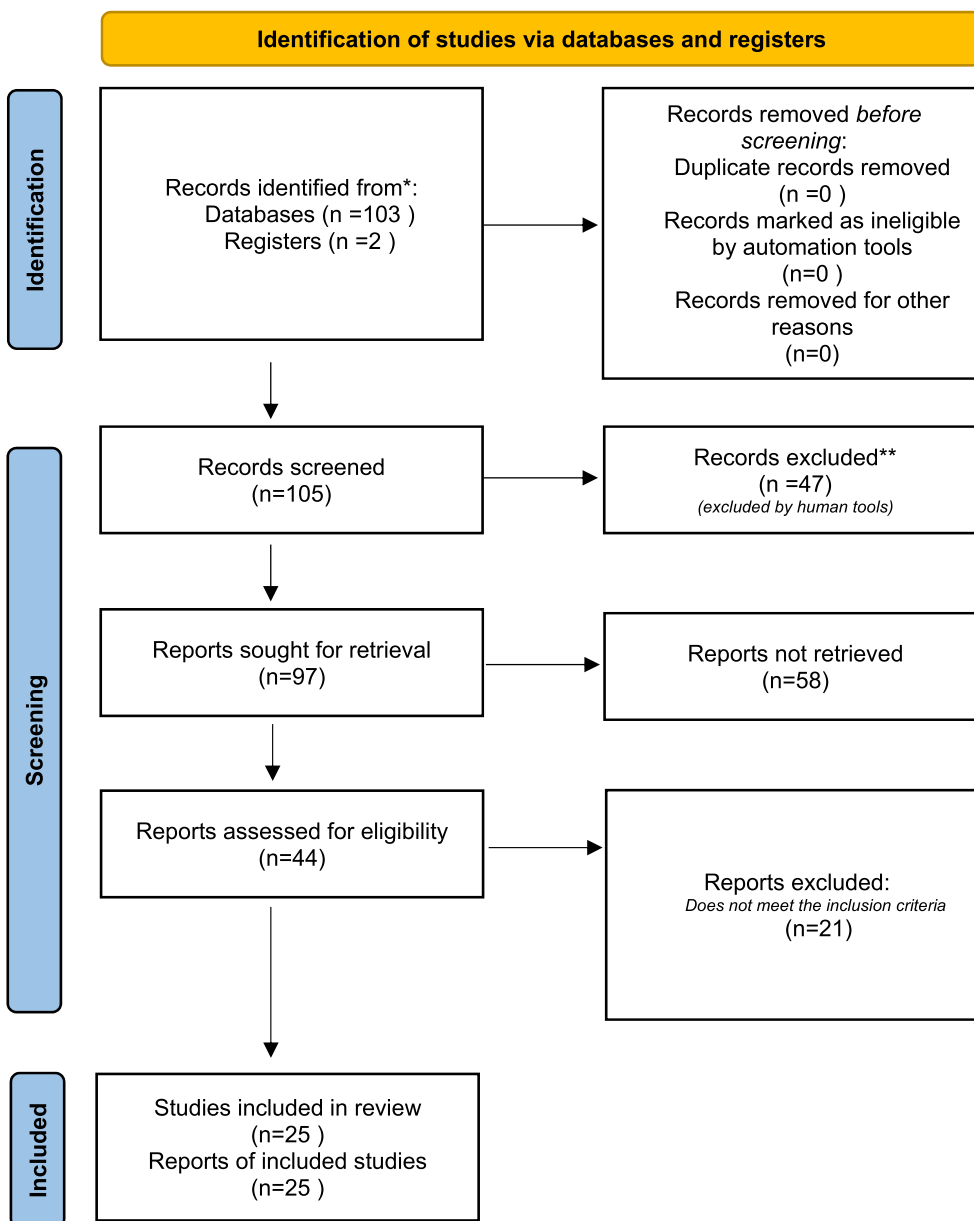 Identification of studies via databases and registers
Identification
Records identified from*:
Databases (n =103 )
Registers (n =2 )
Records removed before
screening:
Duplicate records removed
(n =0 )
Records marked as ineligible
by automation tools
(n=0 )
Records removed for other
reasons
(n=0)
Screening
Records screened
(n=105)
Records excluded**
(n =47)
(excluded by human tools)
Reports sought for retrieval
(n=97)
Reports not retrieved
(n=58)
Reports assessed for eligibility
(n=44)
Reports excluded:
Does not meet the inclusion criteria
(n=21)
Included
Studies included in review
(n=25 )
Reports of included studies
(n=25 )